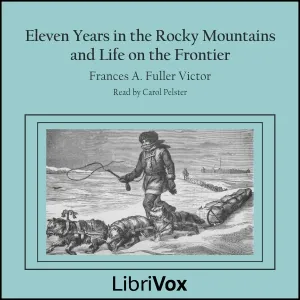 Eleven Years in the Rocky Mountains
and Life on the Frontier
Frances A. Fuller Victor
Read by Carol Pelster
LibriVox